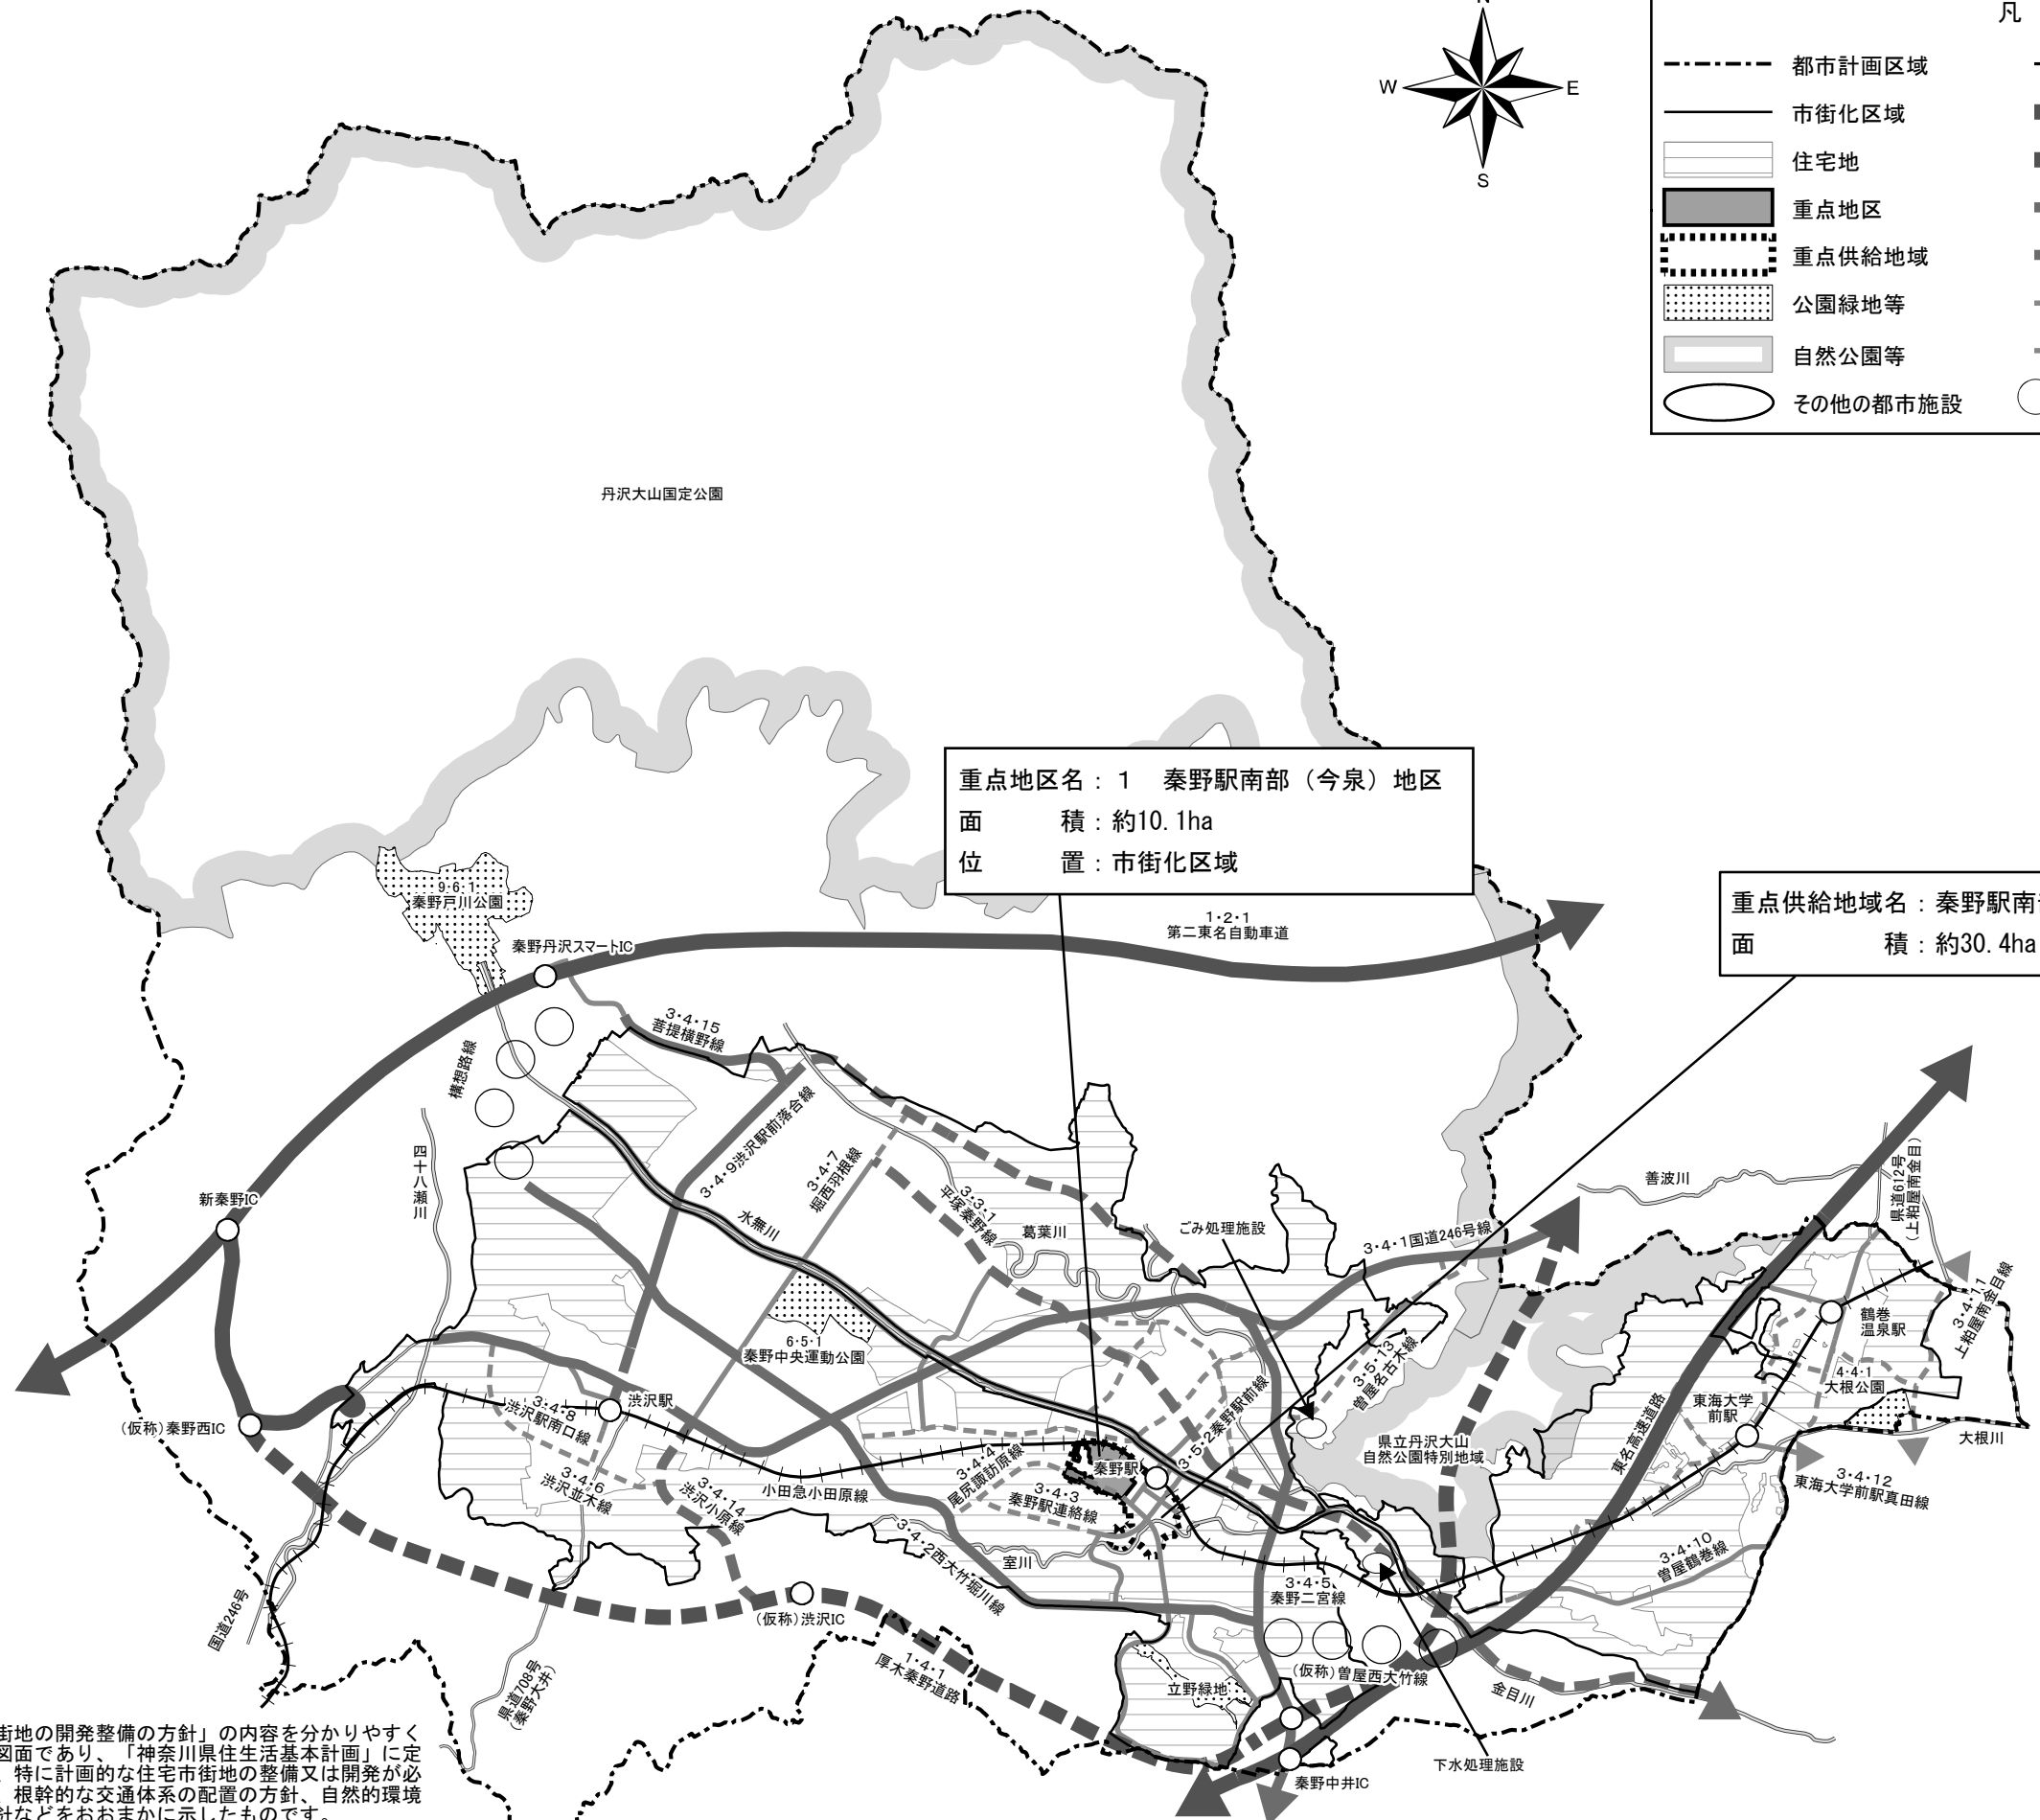 N
W
E
S
凡
都市計画区域
市街化区域
住宅地
重点地区
重点供給地域
公園緑地等
自然公園等
その他の都市施設
丹沢大山国定公園
重点地区名：１　秦野駅南部（今泉）地区
面　　　積：約10.1ha
位　　　置：市街化区域
重点供給地域名：秦野駅南
面　　　　　積：約30.4ha
9・6・1
秦野戸川公園
秦野丹沢スマートIC
1・2・1
第二東名自動車道
3・4・15
菩提横野線
構想路線
四十八瀬川
新秦野IC
3・4・9渋沢駅前落合線
3・4・7
堀西羽根線
水無川
3・3・1
平塚秦野線
葛葉川
ごみ処理施設
3・4・1国道246号線
善波川
県道612号
（上粕屋南金目）
3・4・11
上粕屋南金目線
鶴巻
温泉駅
4・4・1
大根公園
東海大学
前駅
大根川
東名高速道路
3・4・12
東海大学前駅真田線
3・5・13
曽屋名古木線
県立丹沢大山
自然公園特別地域
6・5・1
秦野中央運動公園
渋沢駅
3・4・8
渋沢駅南口線
（仮称）秦野西IC
3・4・6
渋沢並木線
3・4・14
渋沢小原線
小田急小田原線
3・4・4
尾尻諏訪原線
秦野駅
3・5・2秦野駅前線
3・4・3
秦野駅連絡線
3・4・2西大竹堀川線
室川
3・4・5
秦野二宮線
3・4・10
曽屋鶴巻線
国道246号
県道708号
（秦野大井）
（仮称）渋沢IC
1・4・1
厚木秦野道路
立野緑地
（仮称）曽屋西大竹線
金目川
下水処理施設
秦野中井IC
街地の開発整備の方針」の内容を分かりやすく
図面であり、「神奈川県住生活基本計画」に定
特に計画的な住宅市街地の整備又は開発が必
根幹的な交通体系の配置の方針、自然的環境
針などをおおまかに示したものです。